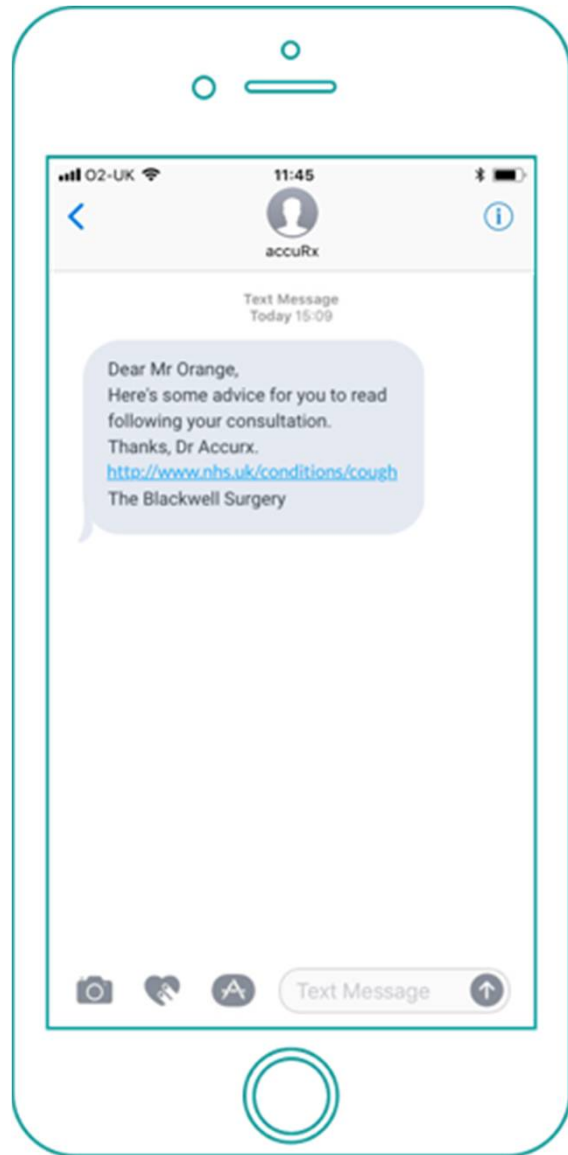 O2-UK
11:45
accuRx
Text Message
Today 15:09
Dear Mr Orange,
Here's some advice for you to read
following your consultation.
Thanks, Dr Accurx.
http://www.nhs.uk/conditions/cough
The Blackwell Surgery
Text Message